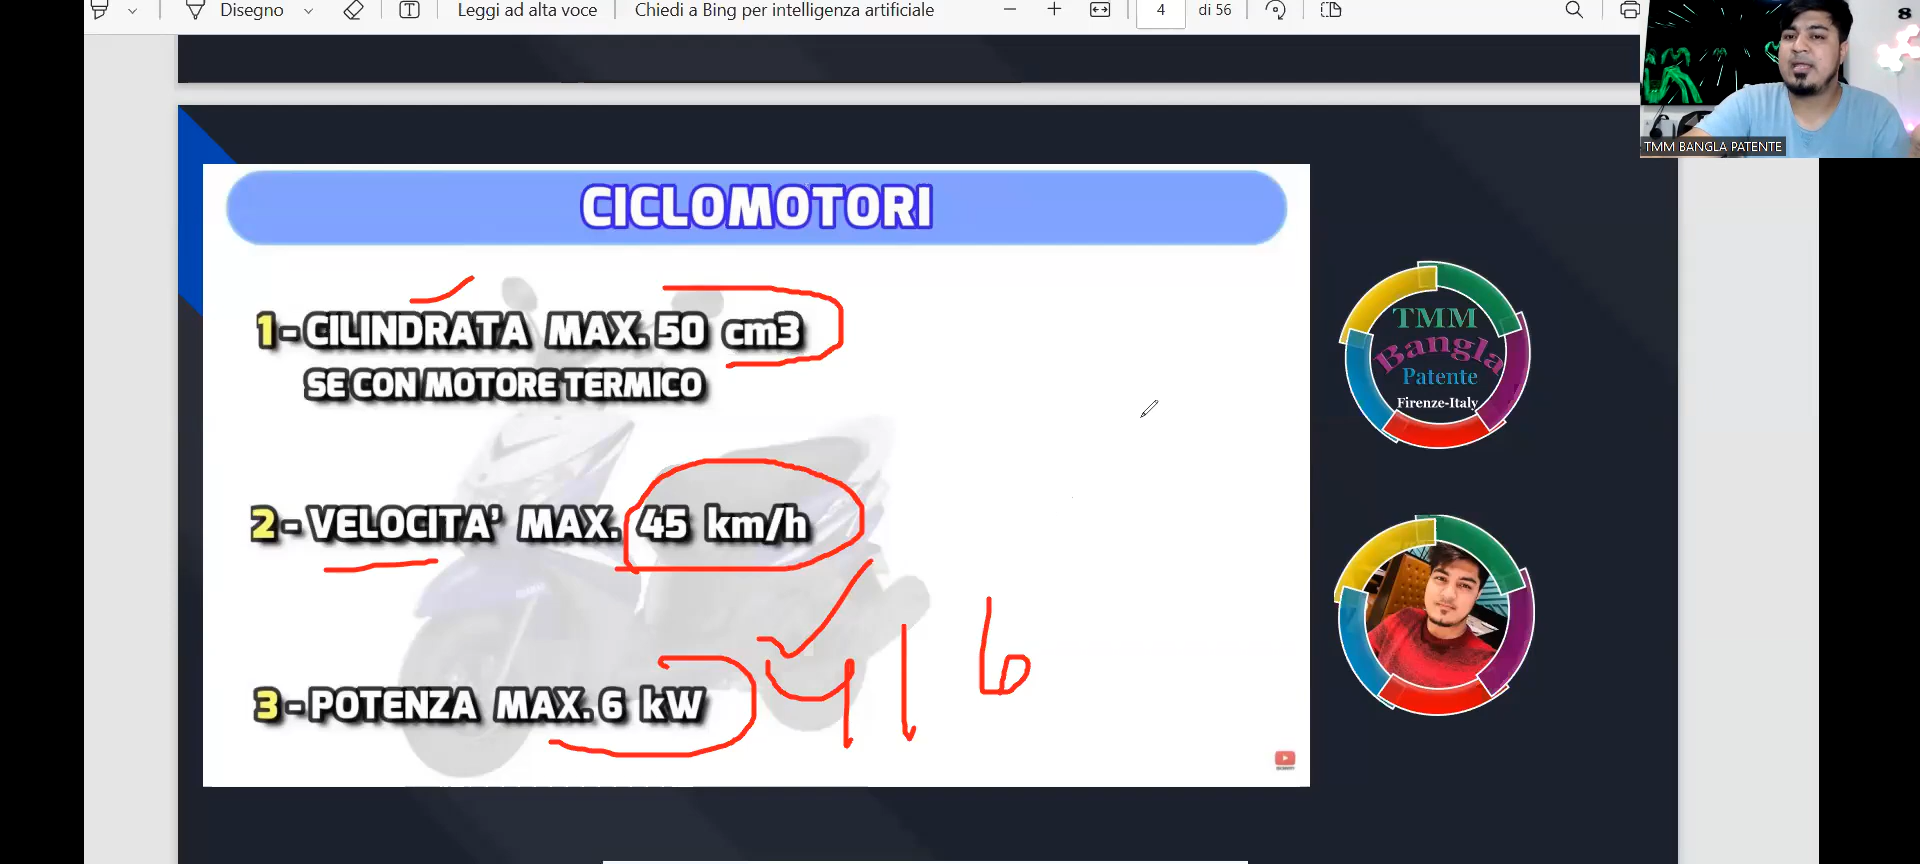 Disegno Leggi ad alta voce Chiedi a Bing per intelligenza artificiale 4 di 56
8
TMM BANGLA PATENTE
CICLOMOTORI
1 - CILINDRATA MAX. 50 cm3
SE CON MOTORE TERMICO
TMM
Bangla
Patente
Firenze-Italy
2 - VELOCITA' MAX. 45 km/h
3 - POTENZA MAX. 6 kW